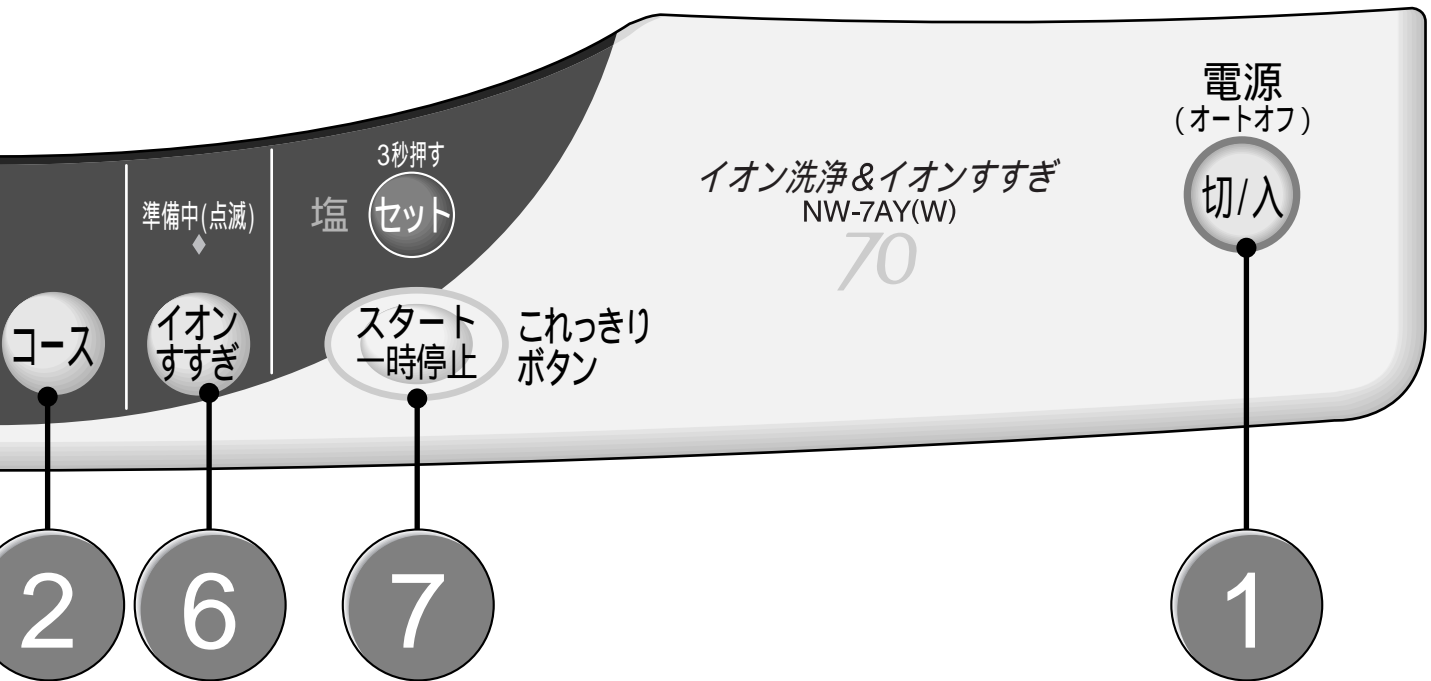 電源
(オートオフ)
切/入
3秒押す
準備中(点滅)
塩
セット
イオン洗浄&イオンすすぎ
NW-7AY(W)
70
コース
イオン
すすぎ
スタート
一時停止
これっきり
ボタン
2
6
7
1